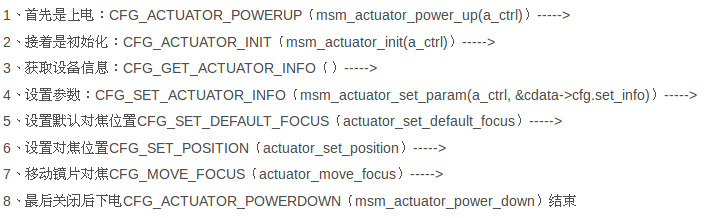 1、首先是上电：CFG_ACTUATOR_POWERUP（msm_actuator_power_up(a_ctrl)）----->
2、接着是初始化：CFG_ACTUATOR_INIT（msm_actuator_init(a_ctrl)）----->
3、获取设备信息：CFG_GET_ACTUATOR_INFO（）----->
4、设置参数：CFG_SET_ACTUATOR_INFO（msm_actuator_set_param(a_ctrl, &cdata->cfg.set_info)）----->
5、设置默认对焦位置CFG_SET_DEFAULT_FOCUS（actuator_set_default_focus）----->
6、设置对焦位置CFG_SET_POSITION（actuator_set_position）----->
7、移动镜片对焦CFG_MOVE_FOCUS（actuator_move_focus）----->
8、最后关闭后下电CFG_ACTUATOR_POWERDOWN（msm_actuator_power_down）结束